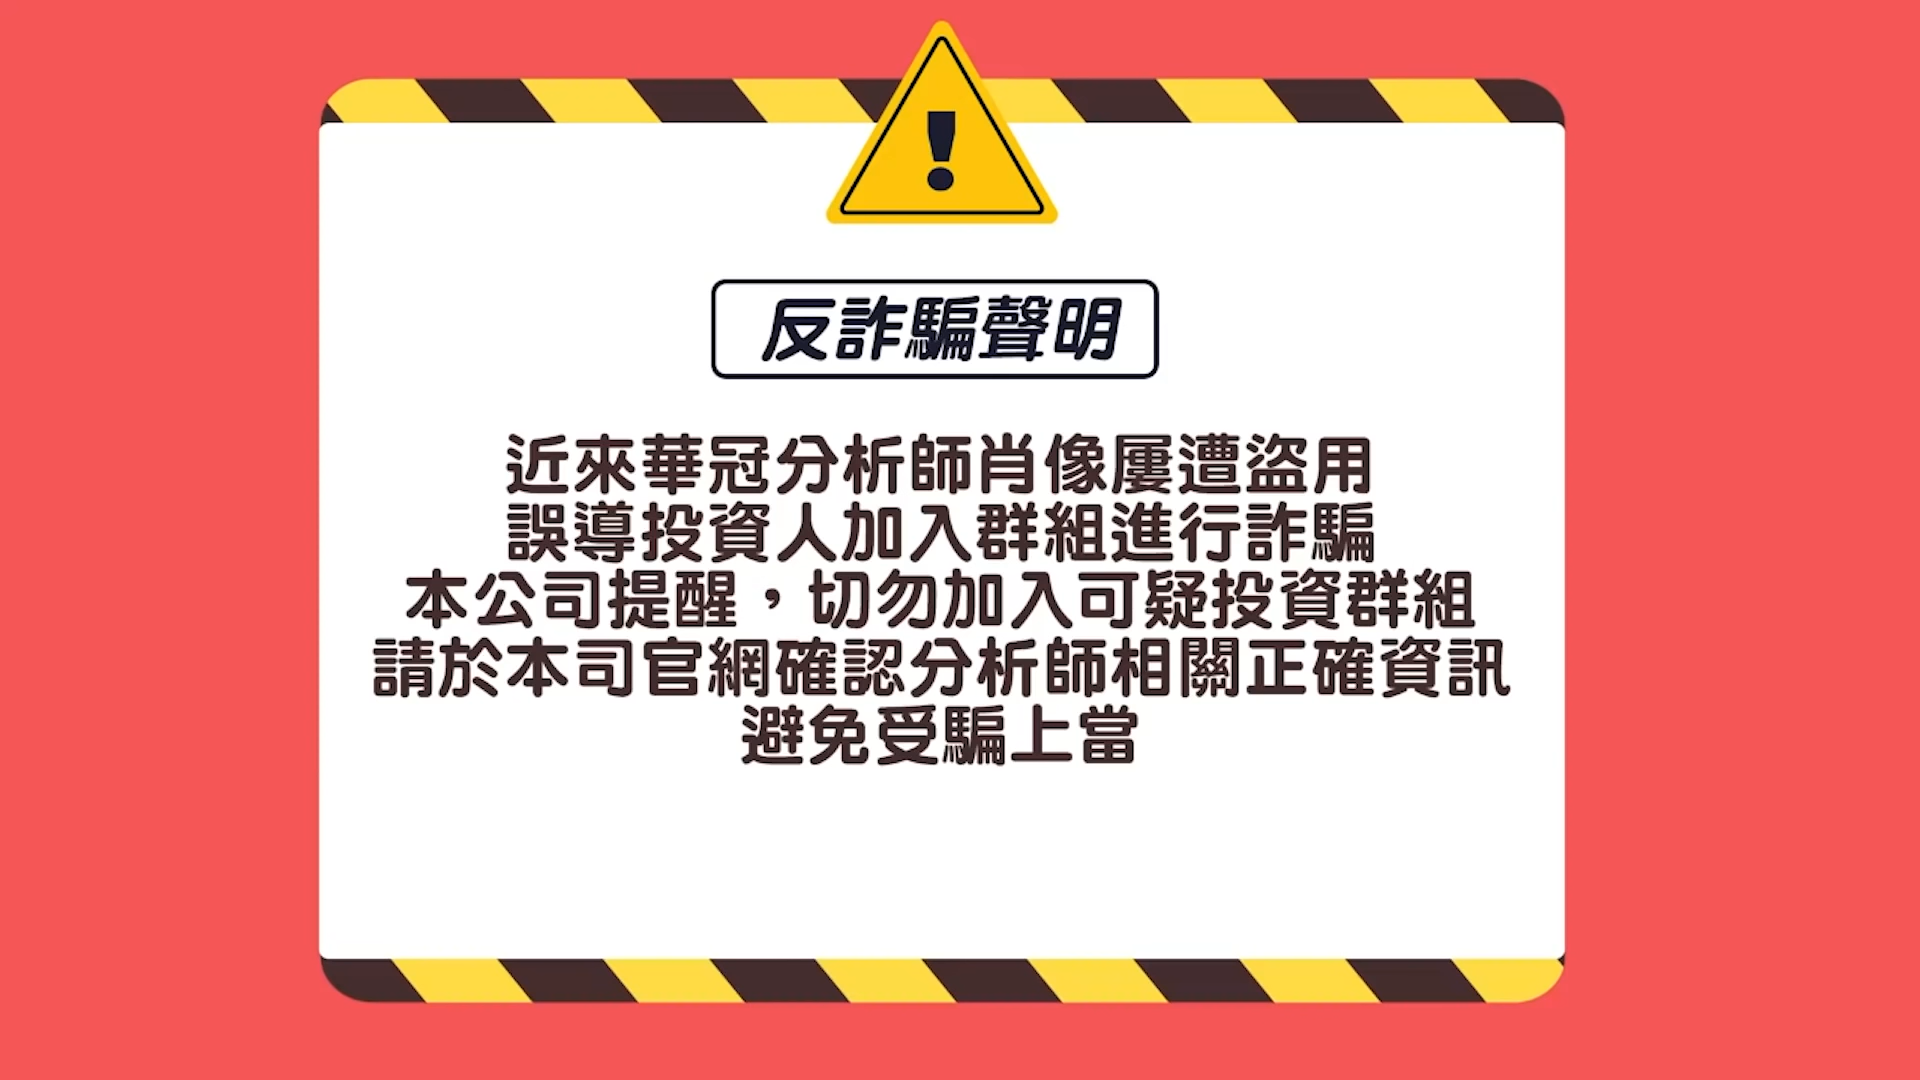 反詐騙聲明
近來華冠分析師肖像屢遭盜用
誤導投資人加入群組進行詐騙
本公司提醒，切勿加入可疑投資群組
請於本司官網確認分析師相關正確資訊
避免受騙上當